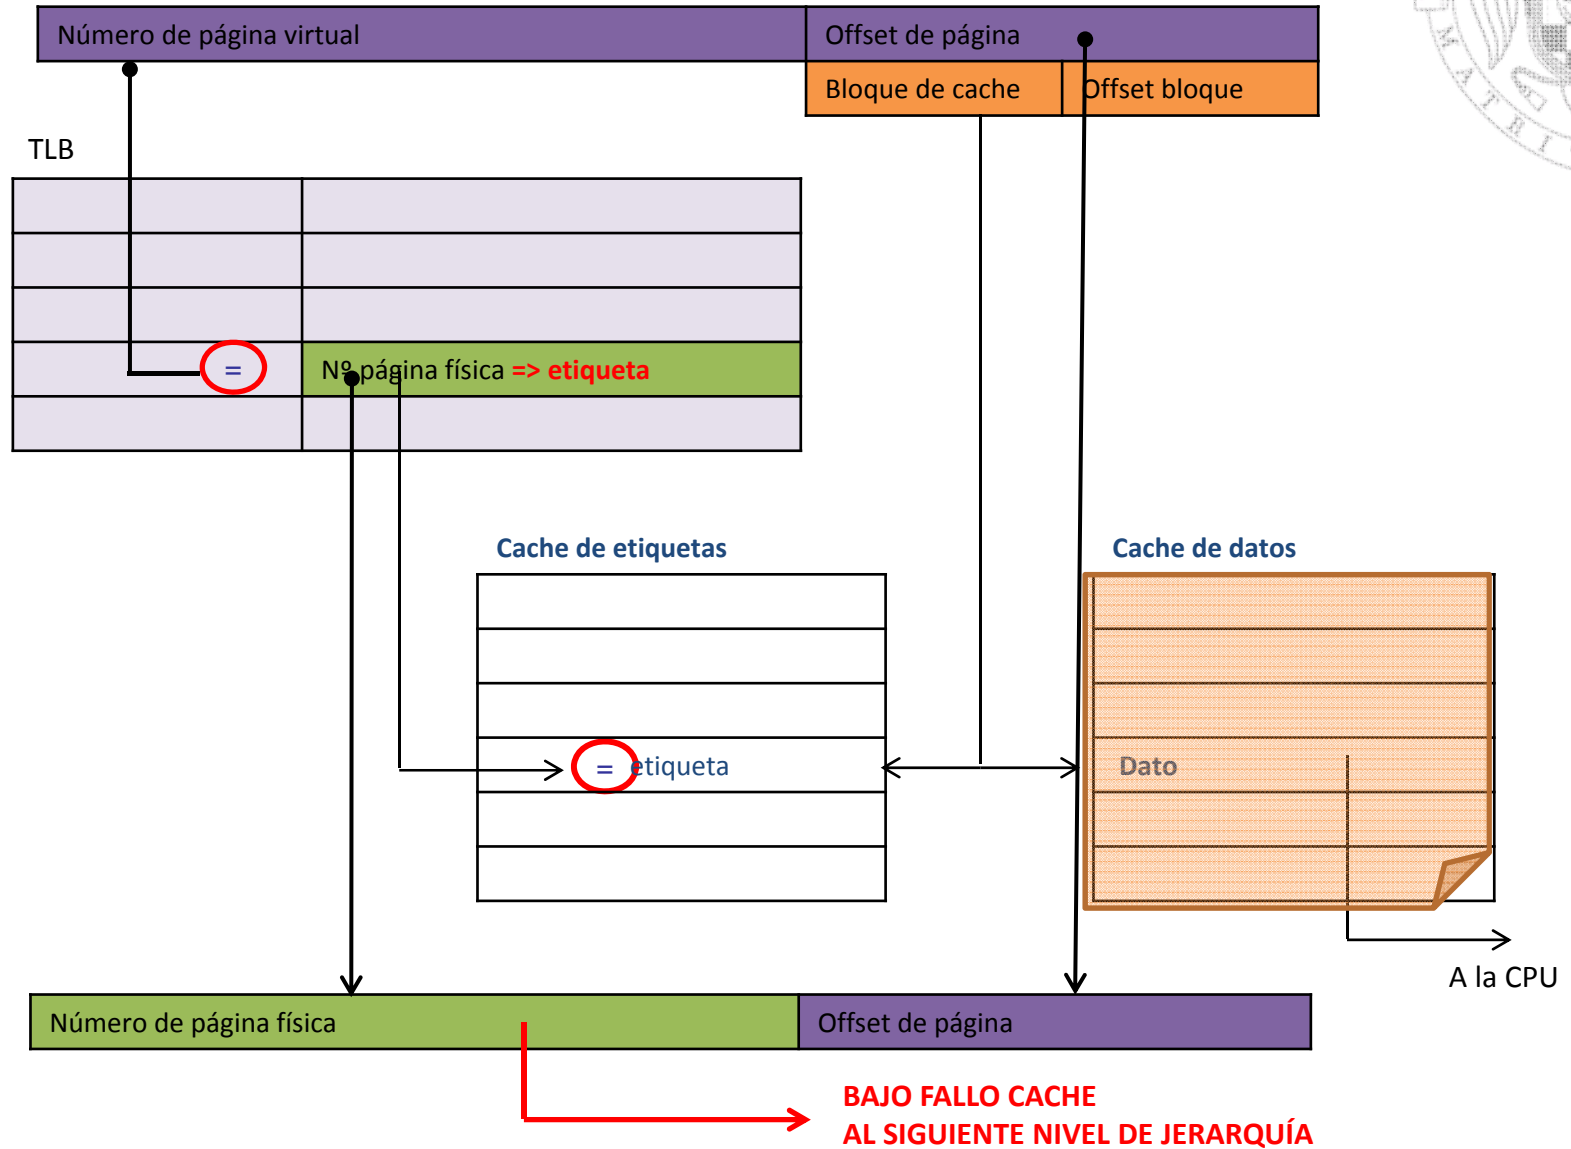 Número de página virtual
Offset de página
Bloque de cache
Offset bloque
TLB
=
Nº página física => etiqueta
Cache de etiquetas
Cache de datos
= etiqueta
Dato
A la CPU
Número de página física
Offset de página
BAJO FALLO CACHE
AL SIGUIENTE NIVEL DE JERARQUÍA